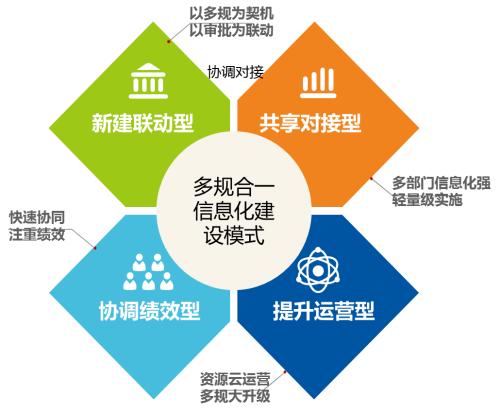 以多规为契机
以审批为联动
协调对接
新建联动型
共享对接型
多规合一
信息化建
设模式
多部门信息化强
轻量级实施
快速协同
注重绩效
协调绩效型
提升运营型
资源云运营
多规大升级